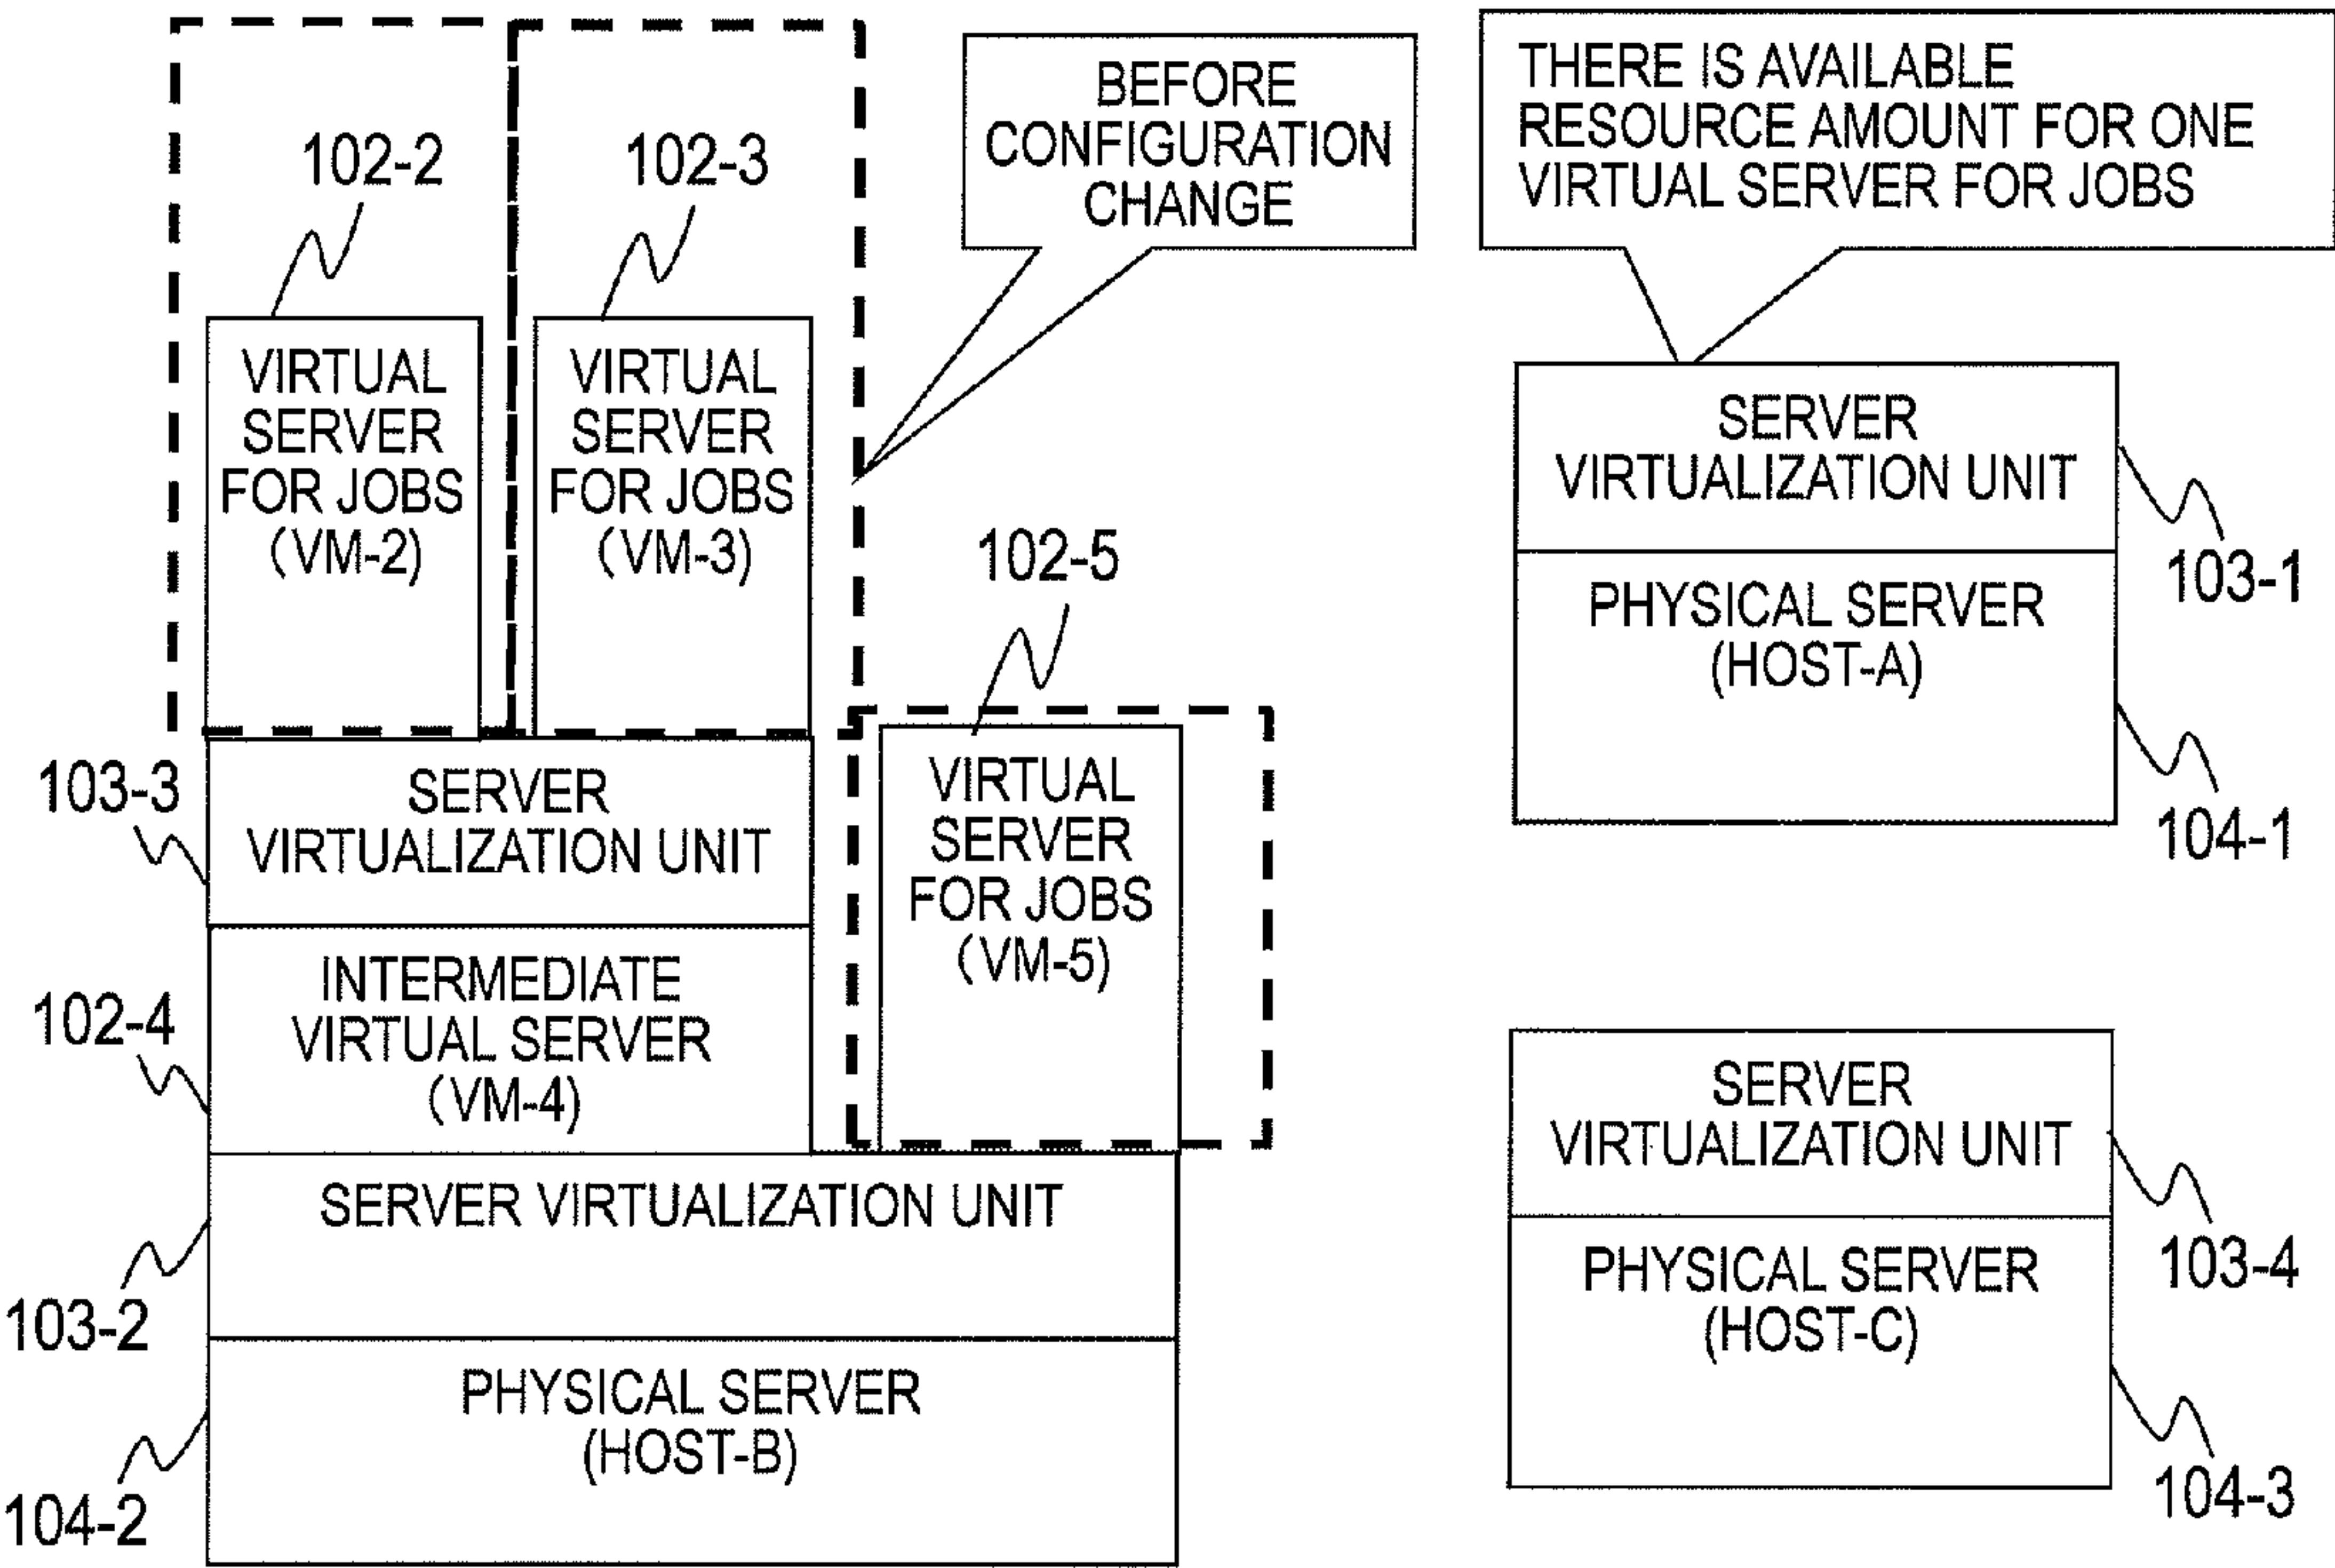 BEFORE
CONFIGURATION
CHANGE
THERE IS AVAILABLE
RESOURCE AMOUNT FOR ONE
VIRTUAL SERVER FOR JOBS
102-2
102-3
VIRTUAL
SERVER
FOR JOBS
(VM-2)
VIRTUAL
SERVER
FOR JOBS
(VM-3)
102-5
SERVER
VIRTUALIZATION UNIT
103-1
PHYSICAL SERVER
(HOST-A)
104-1
103-3
SERVER
VIRTUALIZATION UNIT
VIRTUAL
SERVER
FOR JOBS
(VM-5)
102-4
INTERMEDIATE
VIRTUAL SERVER
(VM-4)
SERVER
VIRTUALIZATION UNIT
103-4
SERVER VIRTUALIZATION UNIT
103-2
PHYSICAL SERVER
(HOST-C)
104-3
PHYSICAL SERVER
(HOST-B)
104-2